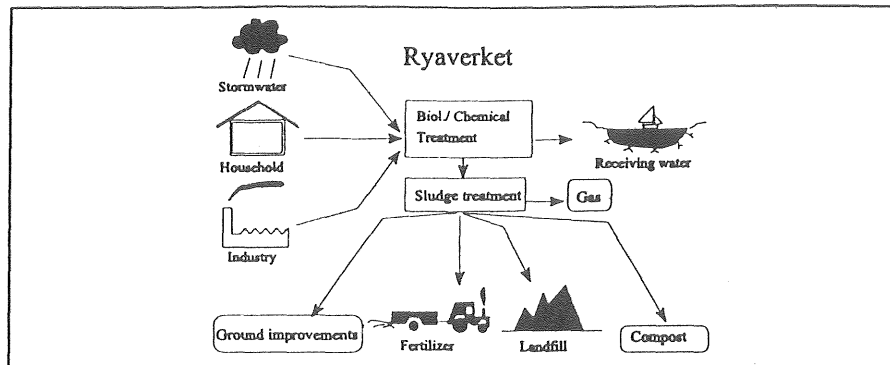 Ryaverket
Stormwater
Biol./ Chemical
Treatment
Household
Receiving water
Sludge treatment
Gas
Industry
Ground improvements
Fertilizer
Landfill
Compost